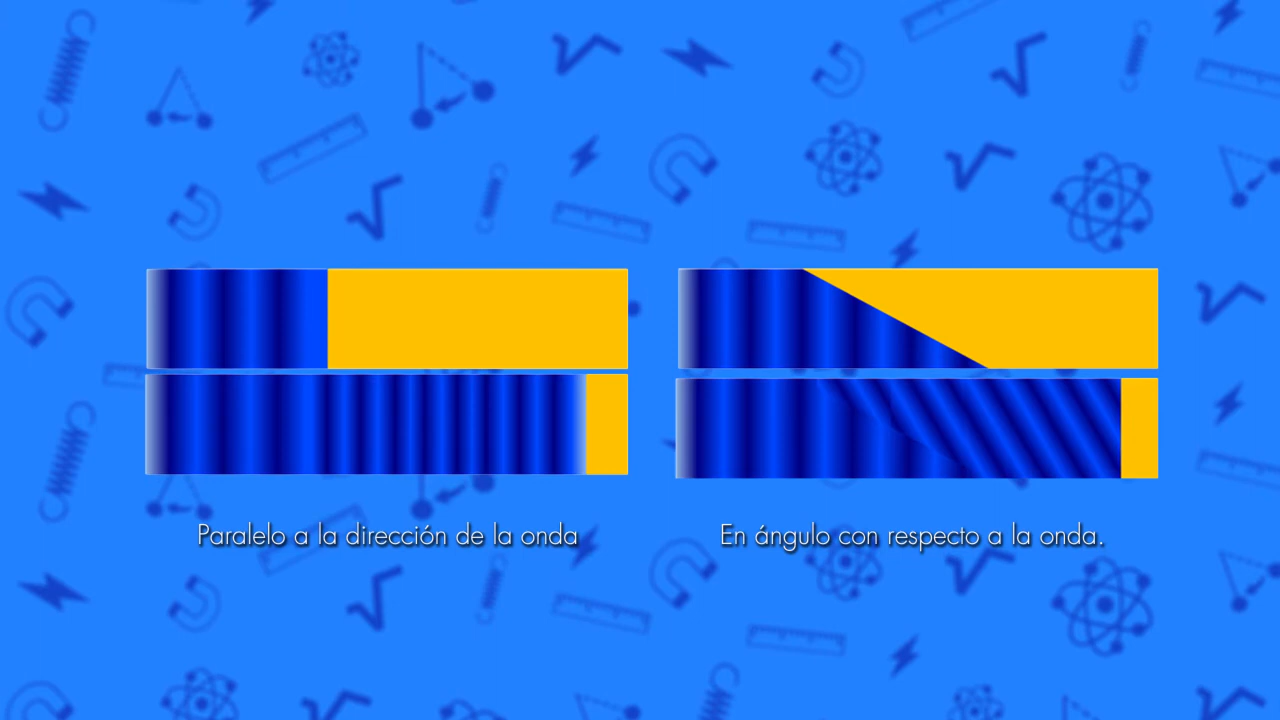 Paralelo a la dirección de la onda
En ángulo con respecto a la onda.